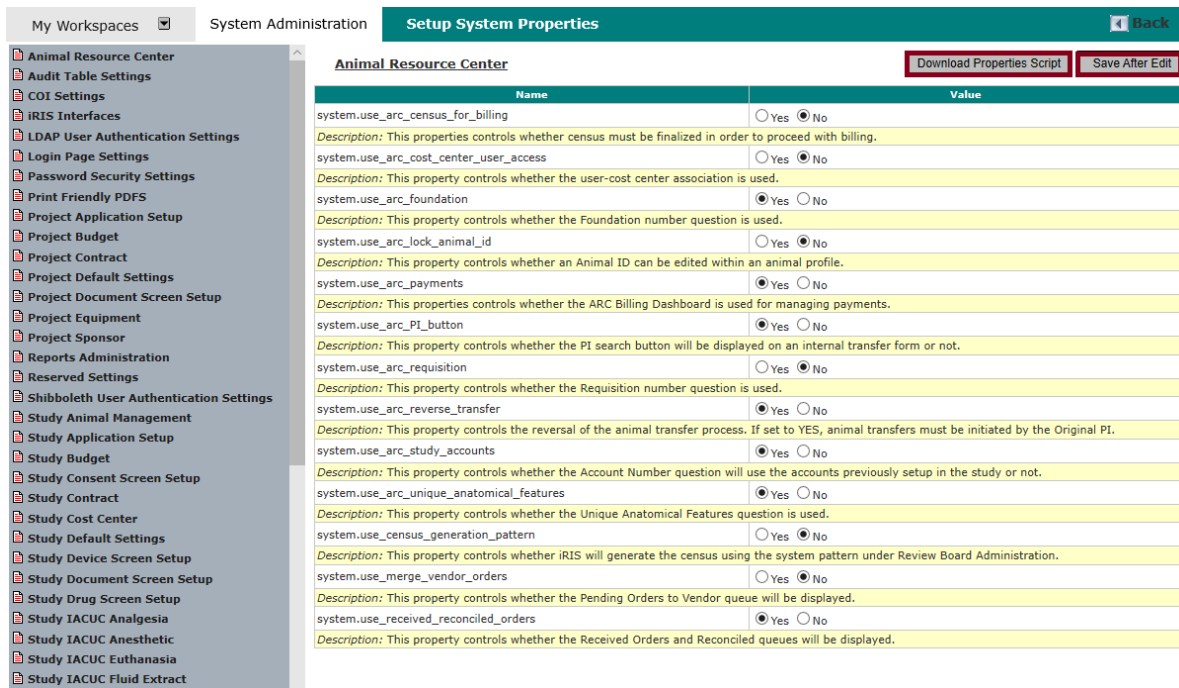 My Workspaces System Administration Setup System Properties Back
Animal Resource Center
Audit Table Settings
COI Settings
iRIS Interfaces
LDAP User Authentication Settings
Login Page Settings
Password Security Settings
Print Friendly PDFS
Project Application Setup
Project Budget
Project Contract
Project Default Settings
Project Document Screen Setup
Project Equipment
Project Sponsor
Reports Administration
Reserved Settings
Shibboleth User Authentication Settings
Study Animal Management
Study Application Setup
Study Budget
Study Consent Screen Setup
Study Contract
Study Cost Center
Study Default Settings
Study Device Screen Setup
Study Document Screen Setup
Study Drug Screen Setup
Study IACUC Analgesia
Study IACUC Anesthetic
Study IACUC Euthanasia
Study IACUC Fluid Extract
Animal Resource Center Download Properties Script Save After Edit
Name Value
system.use_arc_census_for_billing Yes No
Description: This properties controls whether census must be finalized in order to proceed with billing.
system.use_arc_cost_center_user_access Yes No
Description: This property controls whether the user-cost center association is used.
system.use_arc_foundation Yes No
Description: This property controls whether the Foundation number question is used.
system.use_arc_lock_animal_id Yes No
Description: This property controls whether an Animal ID can be edited within an animal profile.
system.use_arc_payments Yes No
Description: This properties controls whether the ARC Billing Dashboard is used for managing payments.
system.use_arc_PI_button Yes No
Description: This property controls whether the PI search button will be displayed on an internal transfer form or not.
system.use_arc_requisition Yes No
Description: This property controls whether the Requisition number question is used.
system.use_arc_reverse_transfer Yes No
Description: This property controls the reversal of the animal transfer process. If set to YES, animal transfers must be initiated by the Original PI.
system.use_arc_study_accounts Yes No
Description: This property controls whether the Account Number question will use the accounts previously setup in the study or not.
system.use_arc_unique_anatomical_features Yes No
Description: This property controls whether the Unique Anatomical Features question is used.
system.use_census_generation_pattern Yes No
Description: This property controls whether iRIS will generate the census using the system pattern under Review Board Administration.
system.use_merge_vendor_orders Yes No
Description: This property controls whether the Pending Orders to Vendor queue will be displayed.
system.use_received_reconciled_orders Yes No
Description: This property controls whether the Received Orders and Reconciled queues will be displayed.